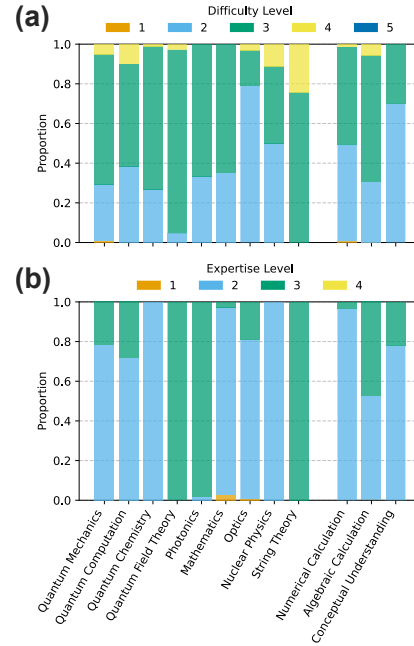 (a)
Difficulty Level
1 2 3 4 5
1.0
0.8
0.6
0.4
0.2
0.0
Proportion
(b)
Expertise Level
1 2 3 4
1.0
0.8
0.6
0.4
0.2
0.0
Proportion
Quantum Mechanics
Quantum Computation
Quantum Chemistry
Quantum Field Theory
Photonics
Mathematics
Optics
Nuclear Physics
String Theory
Numerical Calculation
Algebraic Calculation
Conceptual Understanding